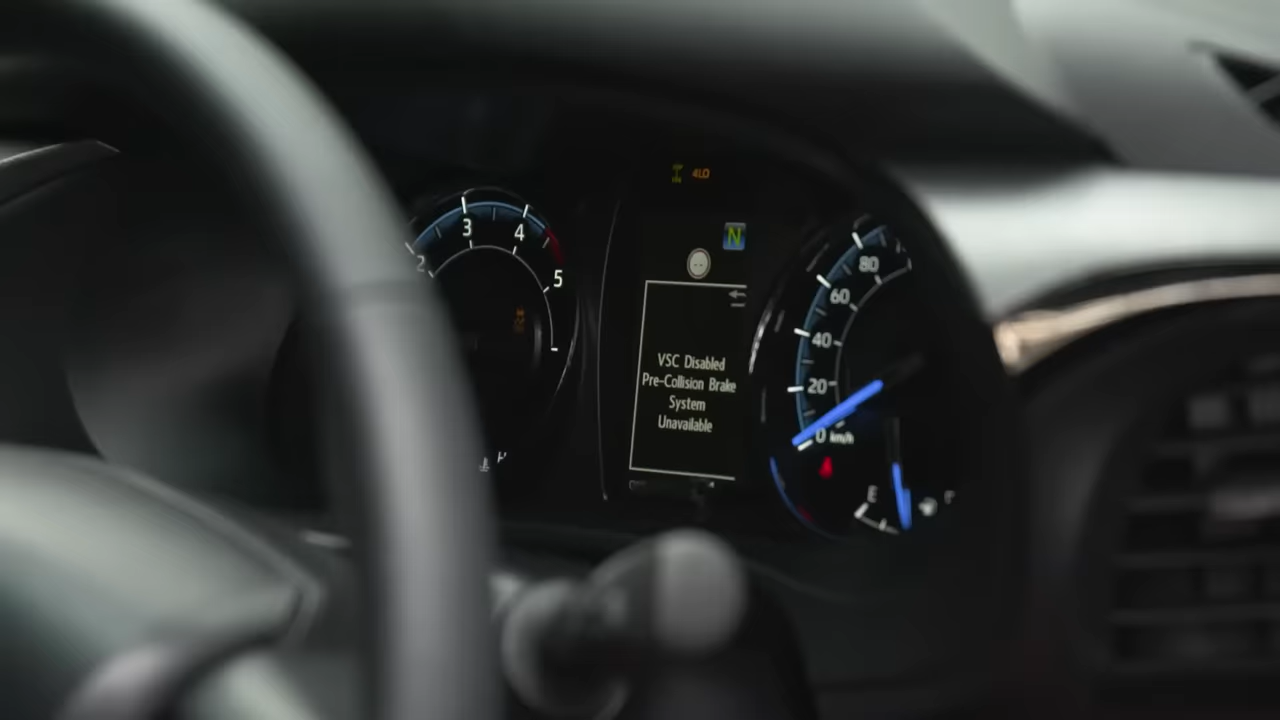 4LO
N
2
3
4
5
80
60
40
20
0 km/h
VSC Disabled
Pre-Collision Brake
System
Unavailable
H
E
F